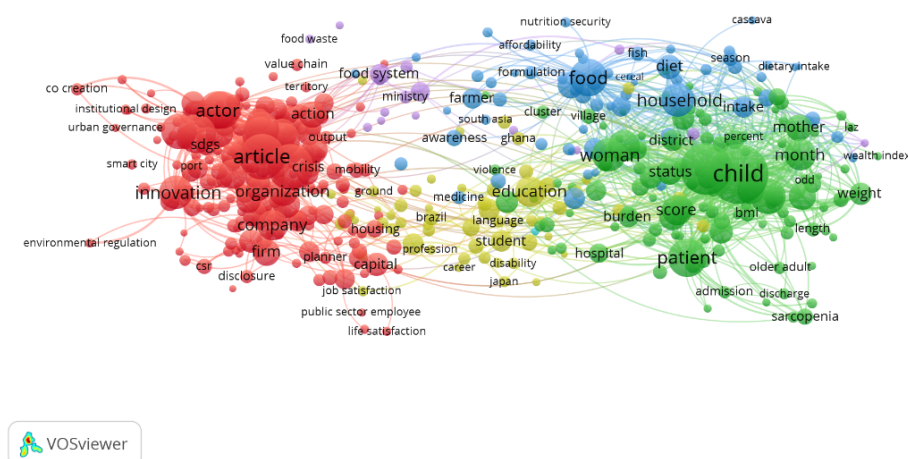 nutrition security
cassava
food waste
affordability
fish
season
value chain
food system
formulation
food
cereal
diet
dietary intake
co creation
territory
ministry
farmer
household
intake
institutional design
actor
action
cluster
village
south asia
urban governance
output
awareness
ghana
district
percent
mother
laz
sdgs
smart city
port
article
crisis
mobility
violence
woman
status
child
month
wealth index
innovation
organization
ground
medicine
education
odd
weight
company
housing
brazil
language
burden
score
bmi
length
environmental regulation
firm
planner
profession
student
hospital
patient
csr
disclosure
capital
career
disability
older adult
job satisfaction
japan
admission
discharge
public sector employee
sarcopenia
life satisfaction
VOSviewer